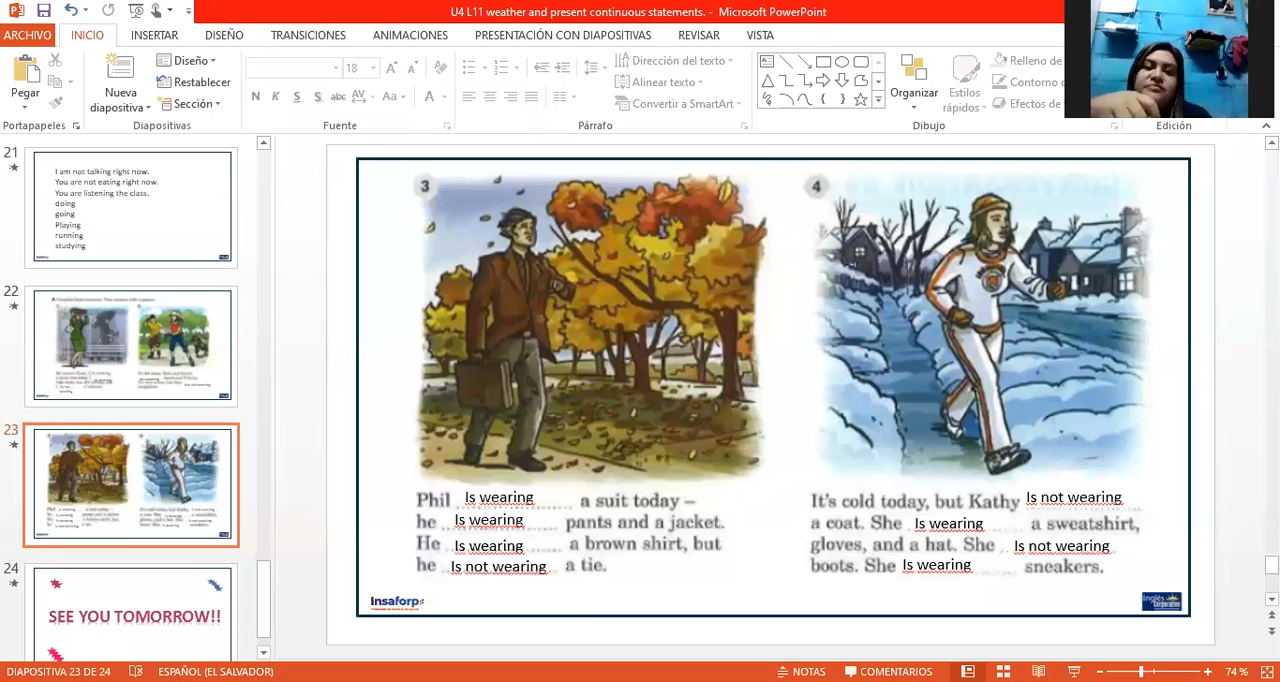 U4 L11 weather and present continuous statements. - Microsoft PowerPoint
ARCHIVO INICIO INSERTAR DISEÑO TRANSICIONES ANIMACIONES PRESENTACIÓN CON DIAPOSITIVAS REVISAR VISTA
Pegar
Nueva diapositiva
Diseño
Restablecer
Sección
18
N K S S abc AV Aa A
Dirección del texto
Alinear texto
Convertir a SmartArt
Organizar
Estilos rápidos
Relleno de
Contorno
Efectos de
Portapapeles Diapositivas Fuente Párrafo Dibujo Edición
21
I am not talking right now.
You are not eating right now.
You are listening the class.
doing
going
Playing
running
studying
22
23
24
SEE YOU TOMORROW!!
3
Phil Is wearing a suit today –
he Is wearing pants and a jacket.
He Is wearing a brown shirt, but
he Is not wearing a tie.
4
It's cold today, but Kathy Is not wearing
a coat. She Is wearing a sweatshirt,
gloves, and a hat. She Is not wearing
boots. She Is wearing sneakers.
Insaforp
Inglés Corporativo
DIAPOSITIVA 23 DE 24 ESPAÑOL (EL SALVADOR) NOTAS COMENTARIOS 74 %